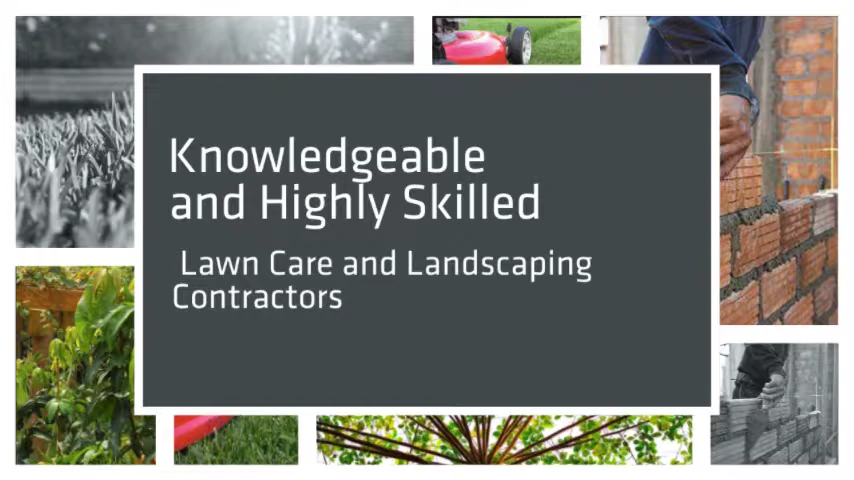 Knowledgeable
and Highly Skilled
Lawn Care and Landscaping
Contractors